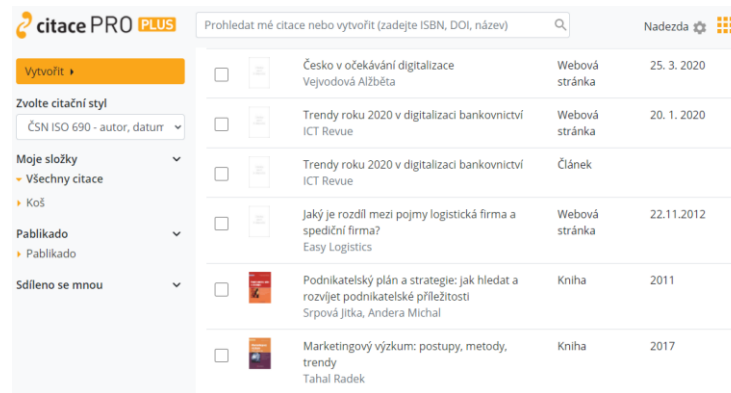 citace PRO PLUS
Prohledat mé citace nebo vytvořit (zadejte ISBN, DOI, název)
Nadezda
Vytvořit
Zvolte citační styl
ČSN ISO 690 - autor, datum
Moje složky
Všechny citace
Koš
Pablikado
Pablikado
Sdíleno se mnou
Česko v očekávání digitalizace
Vejvodová Alžběta
Webová
stránka
25. 3. 2020
Trendy roku 2020 v digitalizaci bankovnictví
ICT Revue
Webová
stránka
20. 1. 2020
Trendy roku 2020 v digitalizaci bankovnictví
ICT Revue
Článek
Jaký je rozdíl mezi pojmy logistická firma a
spediční firma?
Easy Logistics
Webová
stránka
22.11.2012
Podnikatelský plán a strategie: jak hledat a
rozvíjet podnikatelské příležitosti
Srpová Jitka, Andera Michal
Kniha
2011
Marketingový výzkum: postupy, metody,
trendy
Tahal Radek
Kniha
2017